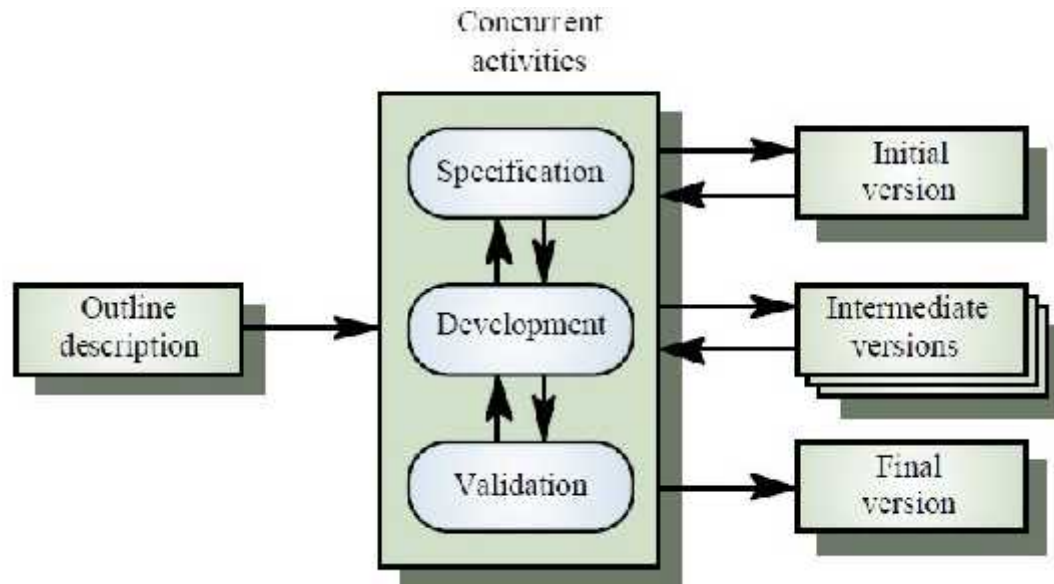 Concurrent
activities
Specification
Initial
version
Outline
description
Development
Intermediate
versions
Validation
Final
version